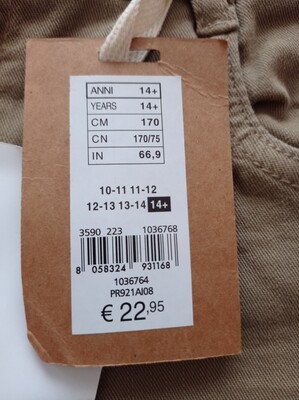 ANNI 14+
YEARS 14+
CM 170
CN 170/75
IN 66,9
10-11 11-12
12-13 13-14 14+
3590 223 1036768
8 058324 931168
1036764
PR921AI08
€ 22,95